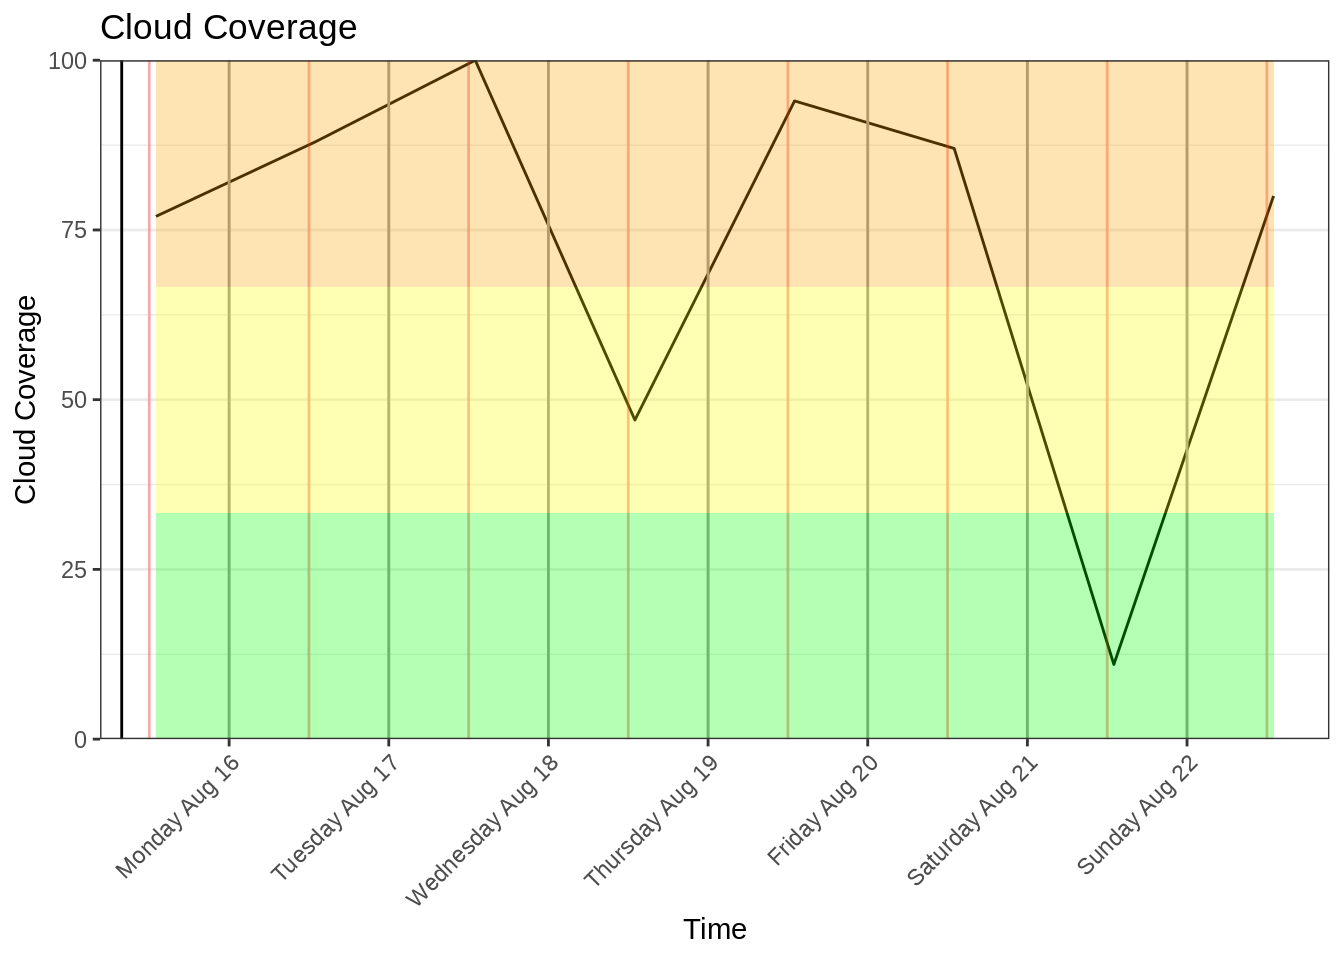 Cloud Coverage
100
75
50
25
0
Cloud Coverage
Monday Aug 16
Tuesday Aug 17
Wednesday Aug 18
Thursday Aug 19
Friday Aug 20
Saturday Aug 21
Sunday Aug 22
Time